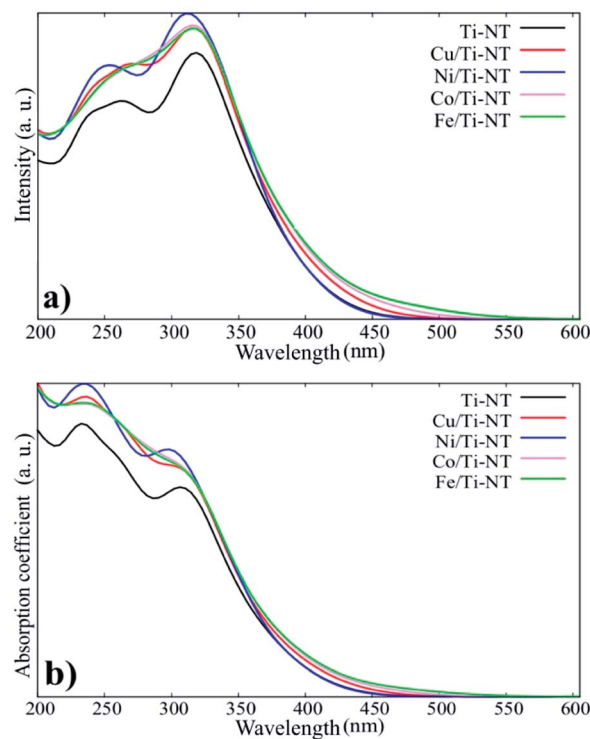 Ti-NT
Cu/Ti-NT
Ni/Ti-NT
Co/Ti-NT
Fe/Ti-NT
Intensity (a. u.)
a)
200 250 300 350 400 450 500 550 600
Wavelength (nm)
Ti-NT
Cu/Ti-NT
Ni/Ti-NT
Co/Ti-NT
Fe/Ti-NT
Absorption coefficient (a. u.)
b)
200 250 300 350 400 450 500 550 600
Wavelength (nm)